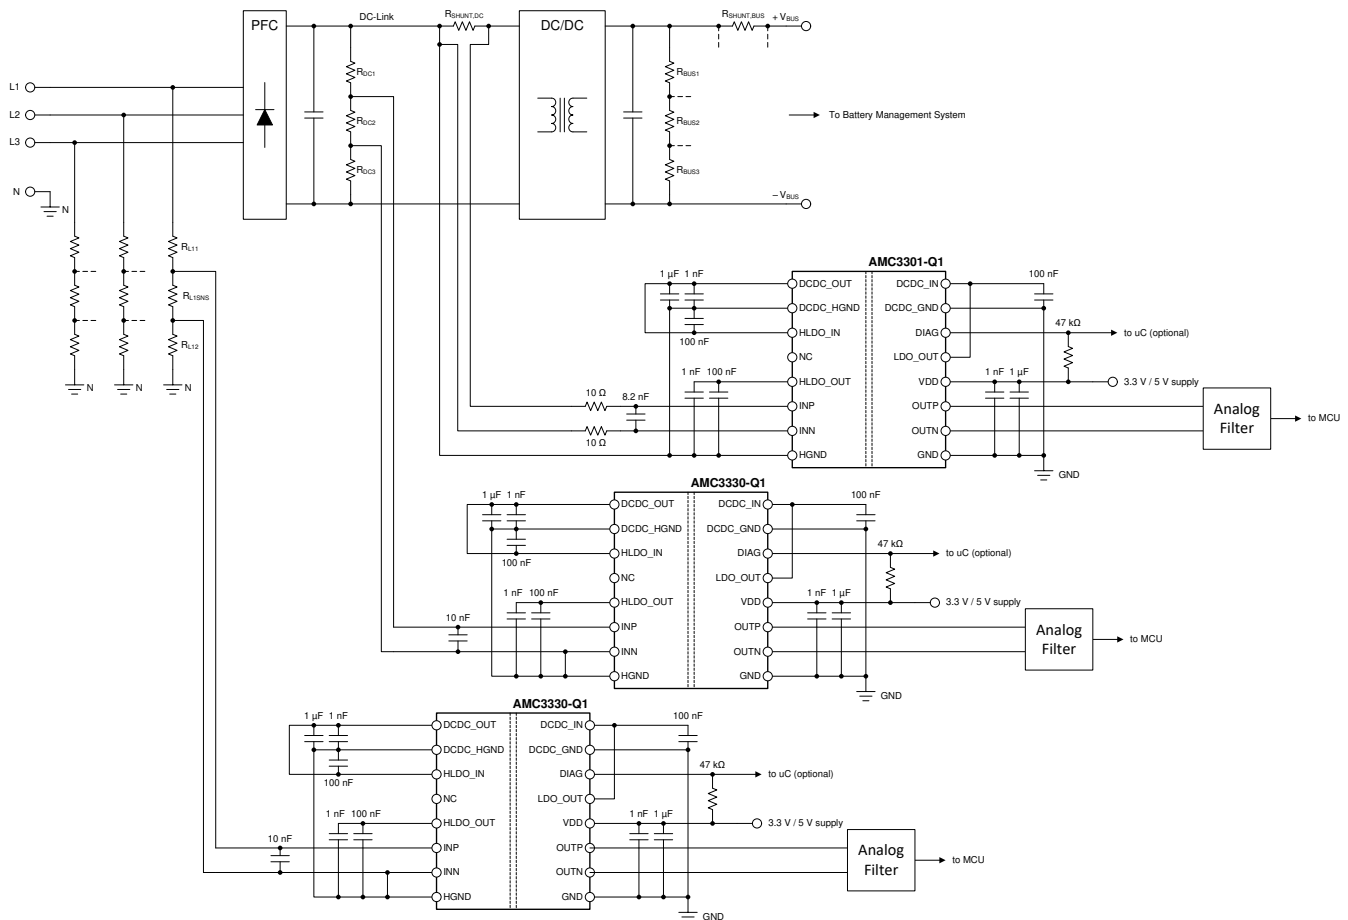 PFC
DC-Link
RSHUNT,DC
DC/DC
RSHUNT,BUS
+ VBUS
RDC1
RBUS1
L1
L2
RDC2
RBUS2
To Battery Management System
L3
RDC3
RBUS3
N
N
– VBUS
RL11
RL1SNS
RL12
N
N
N
AMC3301-Q1
1 µF
1 nF
100 nF
DCDC_OUT
DCDC_IN
DCDC_HGND
DCDC_GND
47 kΩ
HLDO_IN
DIAG
to uC (optional)
100 nF
NC
LDO_OUT
1 nF
100 nF
1 nF
1 µF
HLDO_OUT
VDD
3.3 V / 5 V supply
10 Ω
8.2 nF
INP
OUTP
Analog
Filter
to MCU
INN
OUTN
10 Ω
HGND
GND
GND
AMC3330-Q1
1 µF
1 nF
100 nF
DCDC_OUT
DCDC_IN
DCDC_HGND
DCDC_GND
47 kΩ
HLDO_IN
DIAG
to uC (optional)
100 nF
NC
LDO_OUT
1 nF
100 nF
1 nF
1 µF
HLDO_OUT
VDD
3.3 V / 5 V supply
10 nF
INP
OUTP
Analog
Filter
to MCU
INN
OUTN
HGND
GND
GND
AMC3330-Q1
1 µF
1 nF
100 nF
DCDC_OUT
DCDC_IN
DCDC_HGND
DCDC_GND
47 kΩ
HLDO_IN
DIAG
to uC (optional)
100 nF
NC
LDO_OUT
1 nF
100 nF
1 nF
1 µF
HLDO_OUT
VDD
3.3 V / 5 V supply
10 nF
INP
OUTP
Analog
Filter
to MCU
INN
OUTN
HGND
GND
GND